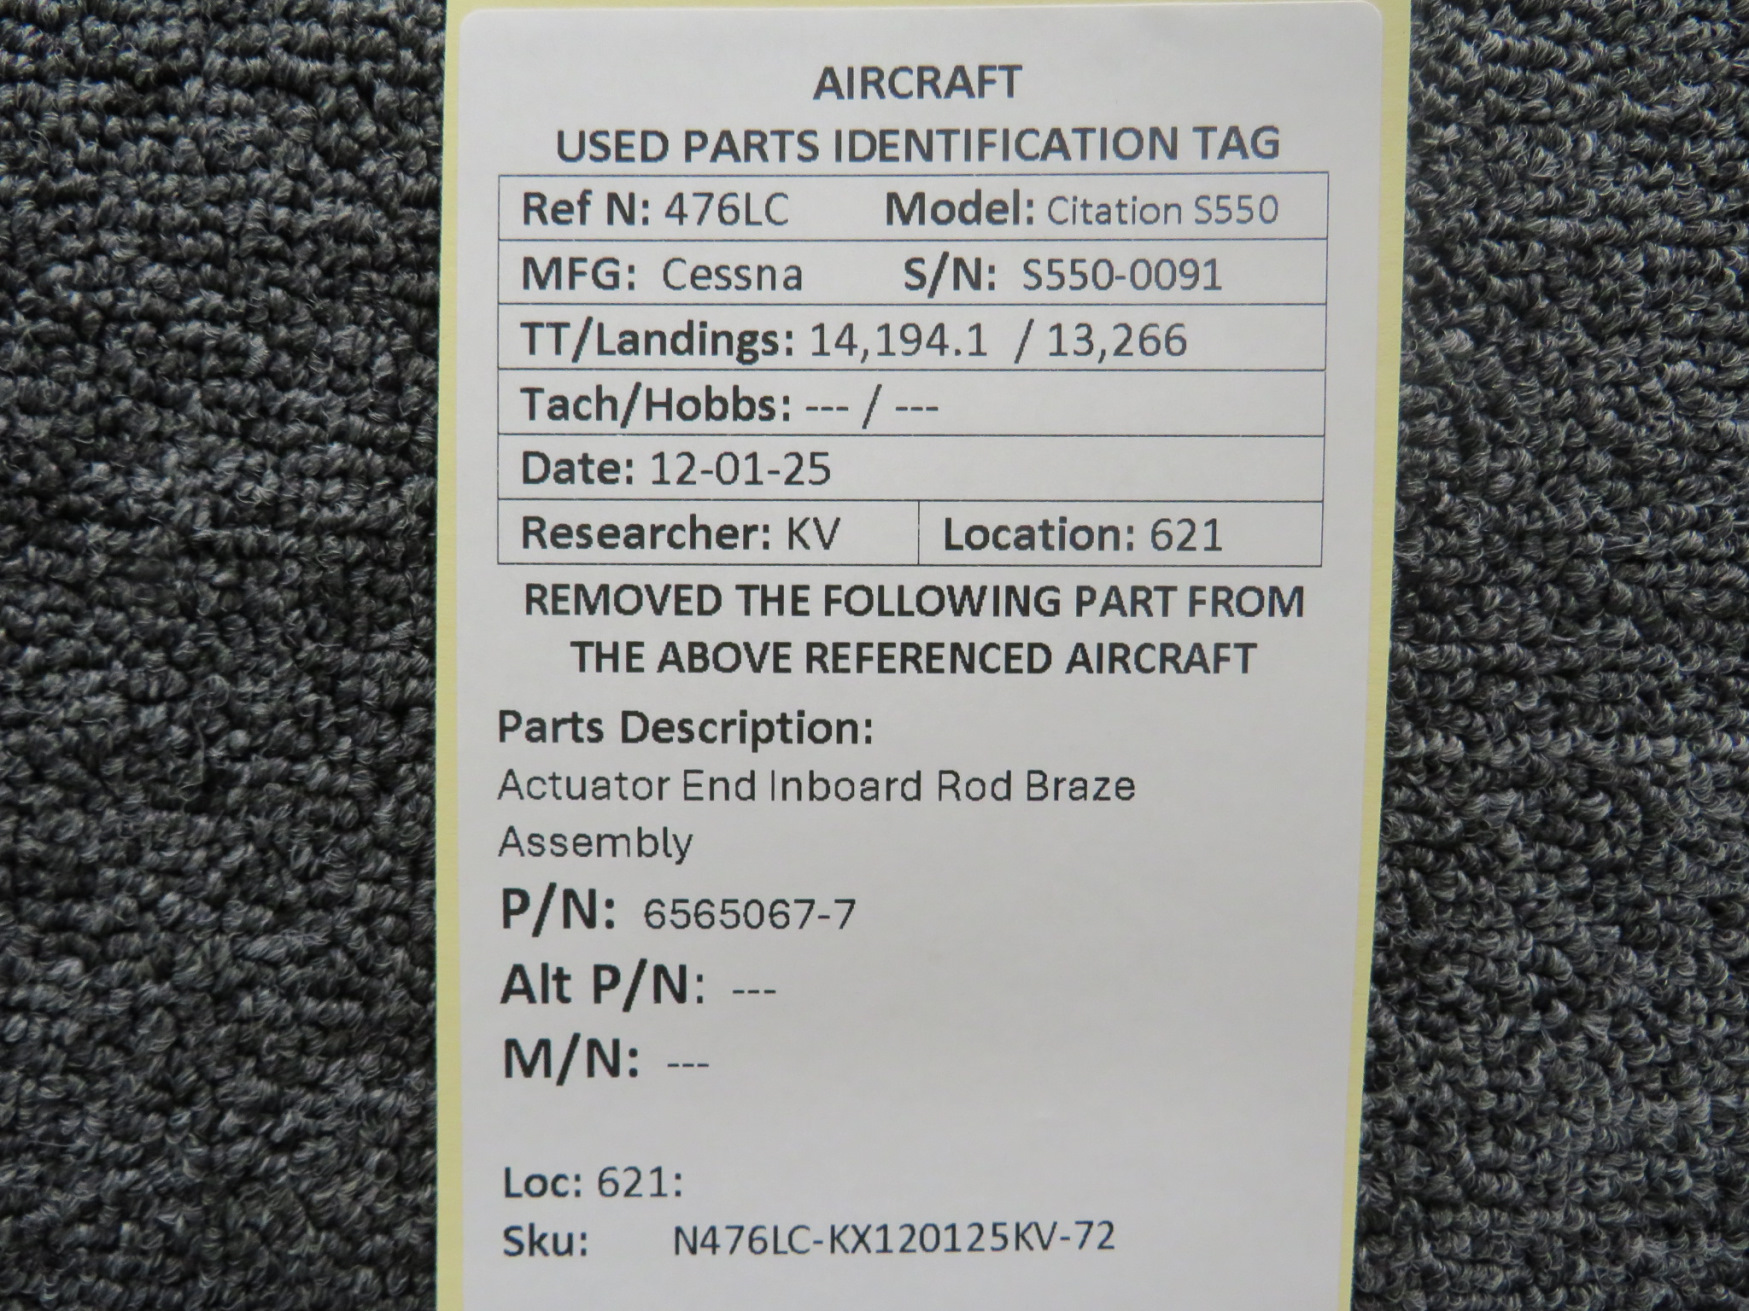 AIRCRAFT
USED PARTS IDENTIFICATION TAG
Ref N: 476LC Model: Citation S550
MFG: Cessna S/N: S550-0091
TT/Landings: 14,194.1 / 13,266
Tach/Hobbs: --- / ---
Date: 12-01-25
Researcher: KV Location: 621
REMOVED THE FOLLOWING PART FROM
THE ABOVE REFERENCED AIRCRAFT
Parts Description:
Actuator End Inboard Rod Braze
Assembly
P/N: 6565067-7
Alt P/N: ---
M/N: ---
Loc: 621:
Sku: N476LC-KX120125KV-72